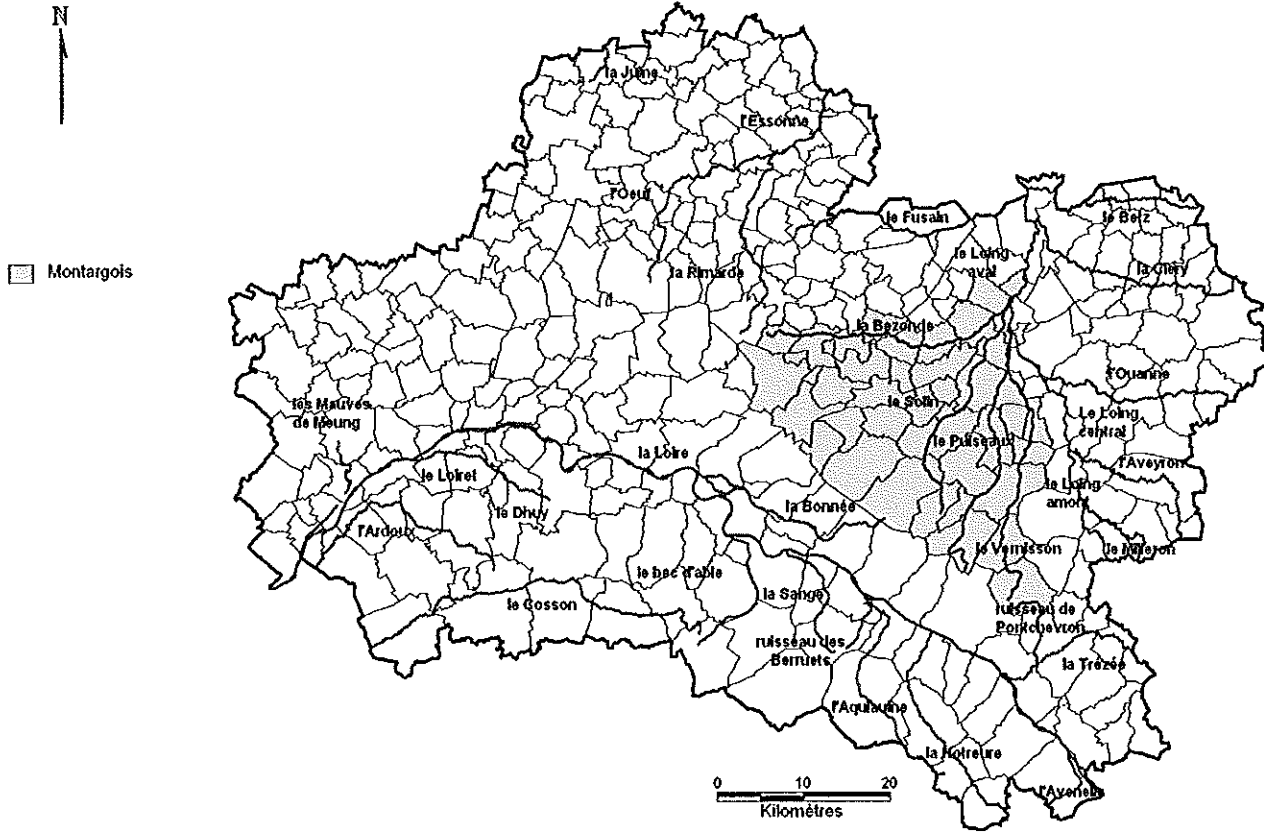 N
la Juine
l'Essonne
l'Oeuf
le Fusain
le Betz
le Loing
aval
la Cléry
Montargois
la Rimarde
la Bezonde
l'Ouanne
les Mauves
de Meung
le Solin
Le Loing
central
le Puiseaux
la Loire
l'Aveyron
le Loiret
le Loing
amont
le Dhuy
la Bonnée
l'Ardoux
le Vernisson
le Milleron
le bec d'able
la Sange
le Cosson
ruisseau de
Pontchevron
ruisseau des
Berruets
la Trézée
l'Aquiaulne
la Notreure
0 10 20
Kilomètres
l'Avenelle